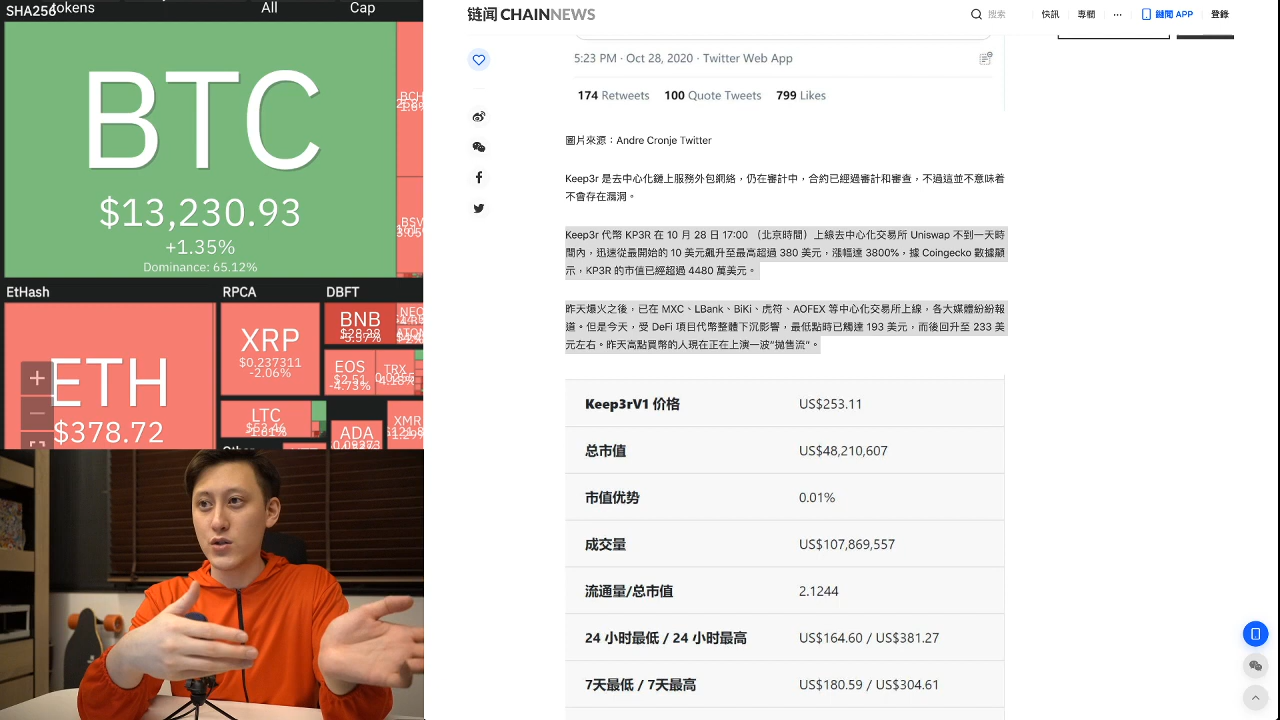 SHA256
tokens
All
Cap
BTC
$13,230.93
+1.35%
Dominance: 65.12%
BCH
BSV
EtHash
RPCA
DBFT
ETH
$378.72
XRP
$0.237311
-2.06%
BNB
$28.28
-5.57%
NEO
EOS
$2.51
-4.73%
TRX
-4.18%
LTC
$53.46
-1.61%
ADA
XMR
链闻 CHAINNEWS
搜索
快訊
專欄
···
鏈聞 APP
登錄
5:23 PM · Oct 28, 2020 · Twitter Web App
174 Retweets 100 Quote Tweets 799 Likes
圖片來源：Andre Cronje Twitter
Keep3r 是去中心化鏈上服務外包網絡，仍在審計中，合約已經過審計和審查，不過這並不意味着
不會存在漏洞。
Keep3r 代幣 KP3R 在 10 月 28 日 17:00 （北京時間）上線去中心化交易所 Uniswap 不到一天時
間內，迅速從最開始的 10 美元飆升至最高超過 380 美元，漲幅達 3800%，據 Coingecko 數據顯
示，KP3R 的市值已經超過 4480 萬美元。
昨天爆火之後，已在 MXC、LBank、BiKi、虎符、AOFEX 等中心化交易所上線，各大媒體紛紛報
道。但是今天，受 DeFi 項目代幣整體下沉影響，最低點時已觸達 193 美元，而後回升至 233 美
元左右。昨天高點買幣的人現在正在上演一波"拋售流"。
Keep3rV1 价格 US$253.11
总市值 US$48,210,607
市值优势 0.01%
成交量 US$107,869,557
流通量/总市值 2.1244
24 小时最低 / 24 小时最高 US$164.60 / US$381.27
7天最低 / 7天最高 US$180.59 / US$304.61